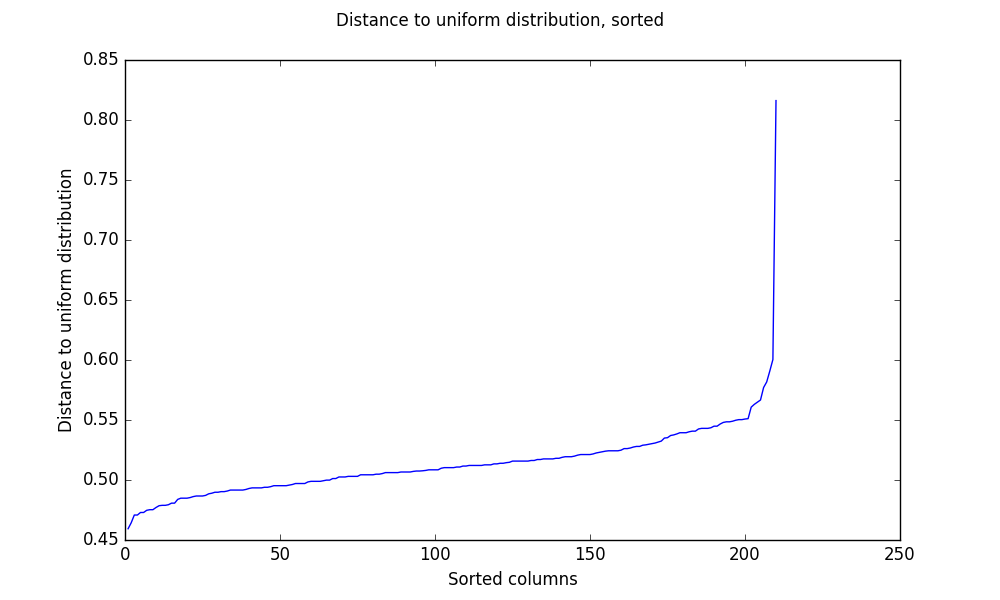 Distance to uniform distribution, sorted
0.85
0.80
0.75
0.70
0.65
0.60
0.55
0.50
0.45
Distance to uniform distribution
0 50 100 150 200 250
Sorted columns